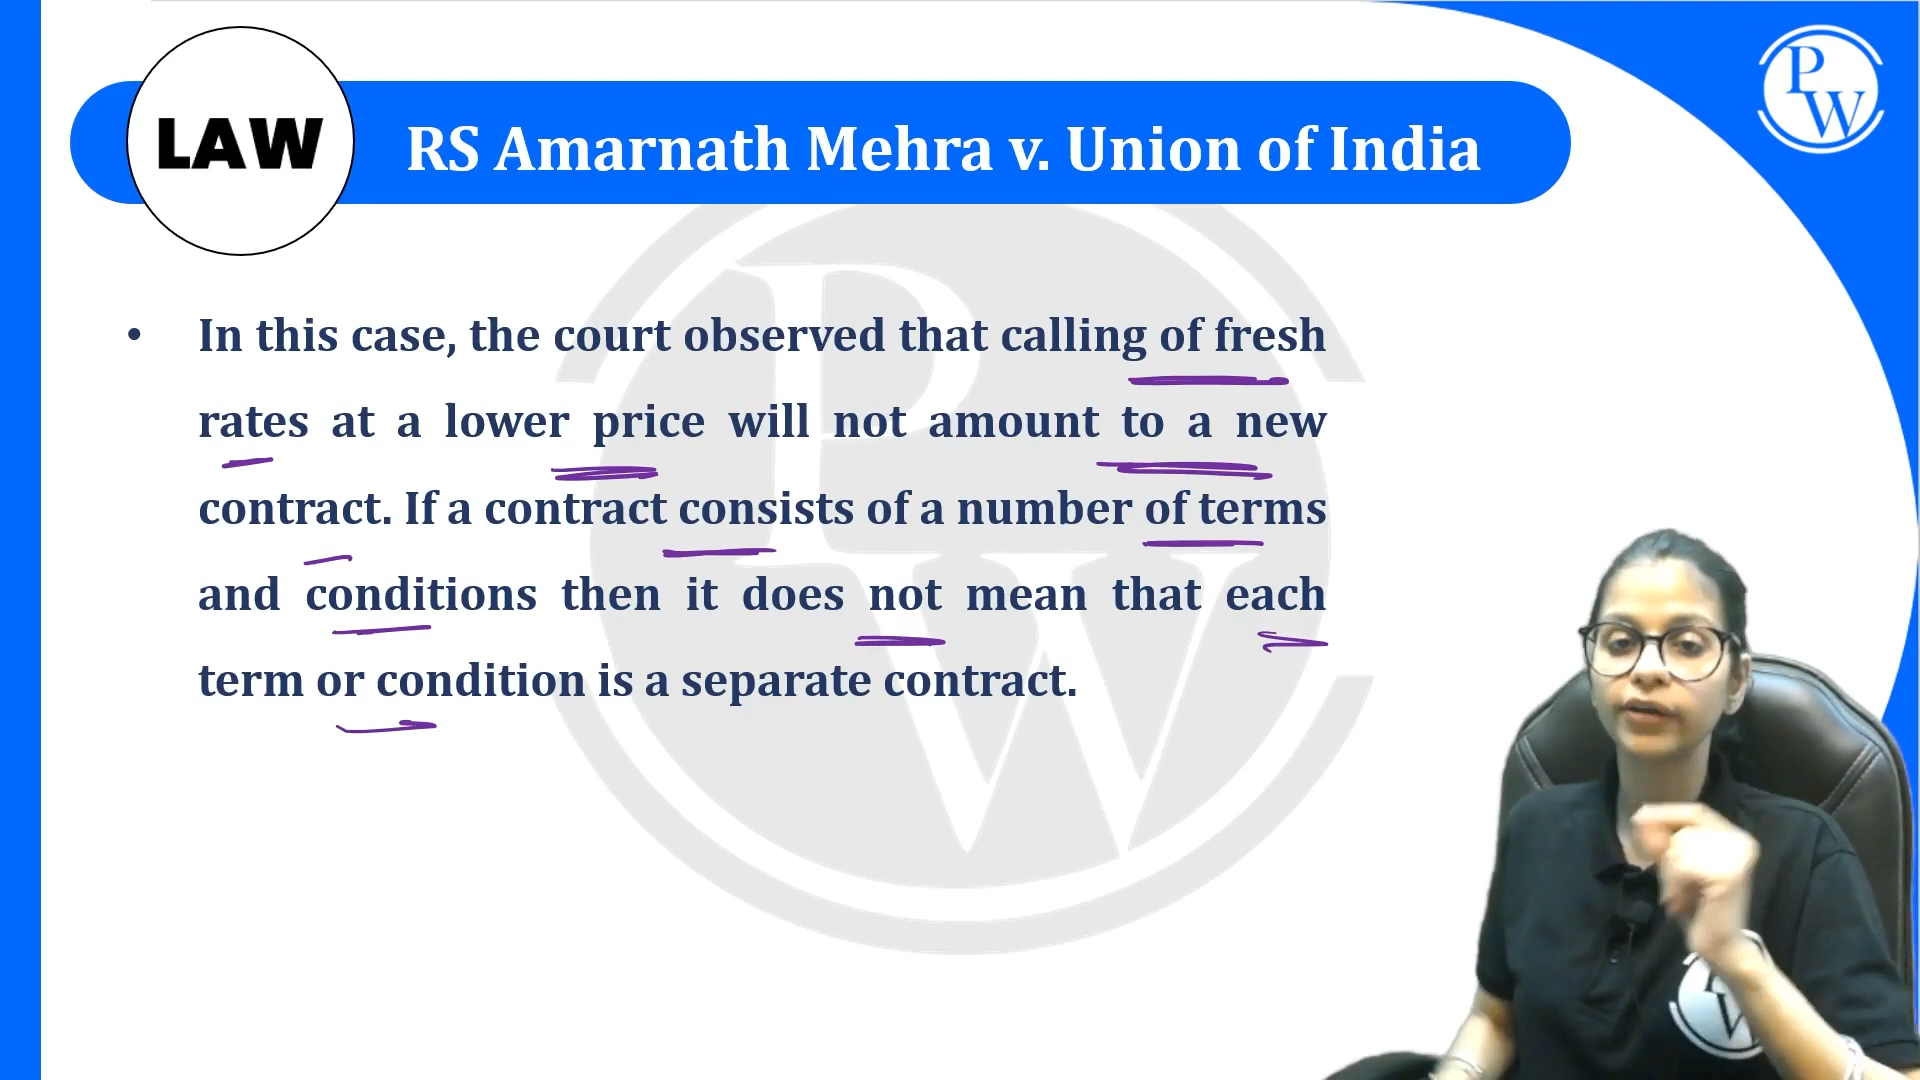 LAW
RS Amarnath Mehra v. Union of India
PW
• In this case, the court observed that calling of fresh
rates at a lower price will not amount to a new
contract. If a contract consists of a number of terms
and conditions then it does not mean that each
term or condition is a separate contract.